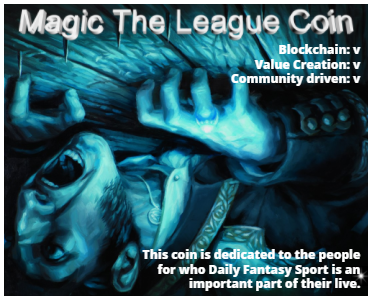 Magic The League Coin
Blockchain: v
Value Creation: v
Community driven: v
This coin is dedicated to the people
for who Daily Fantasy Sport is an
important part of their live.